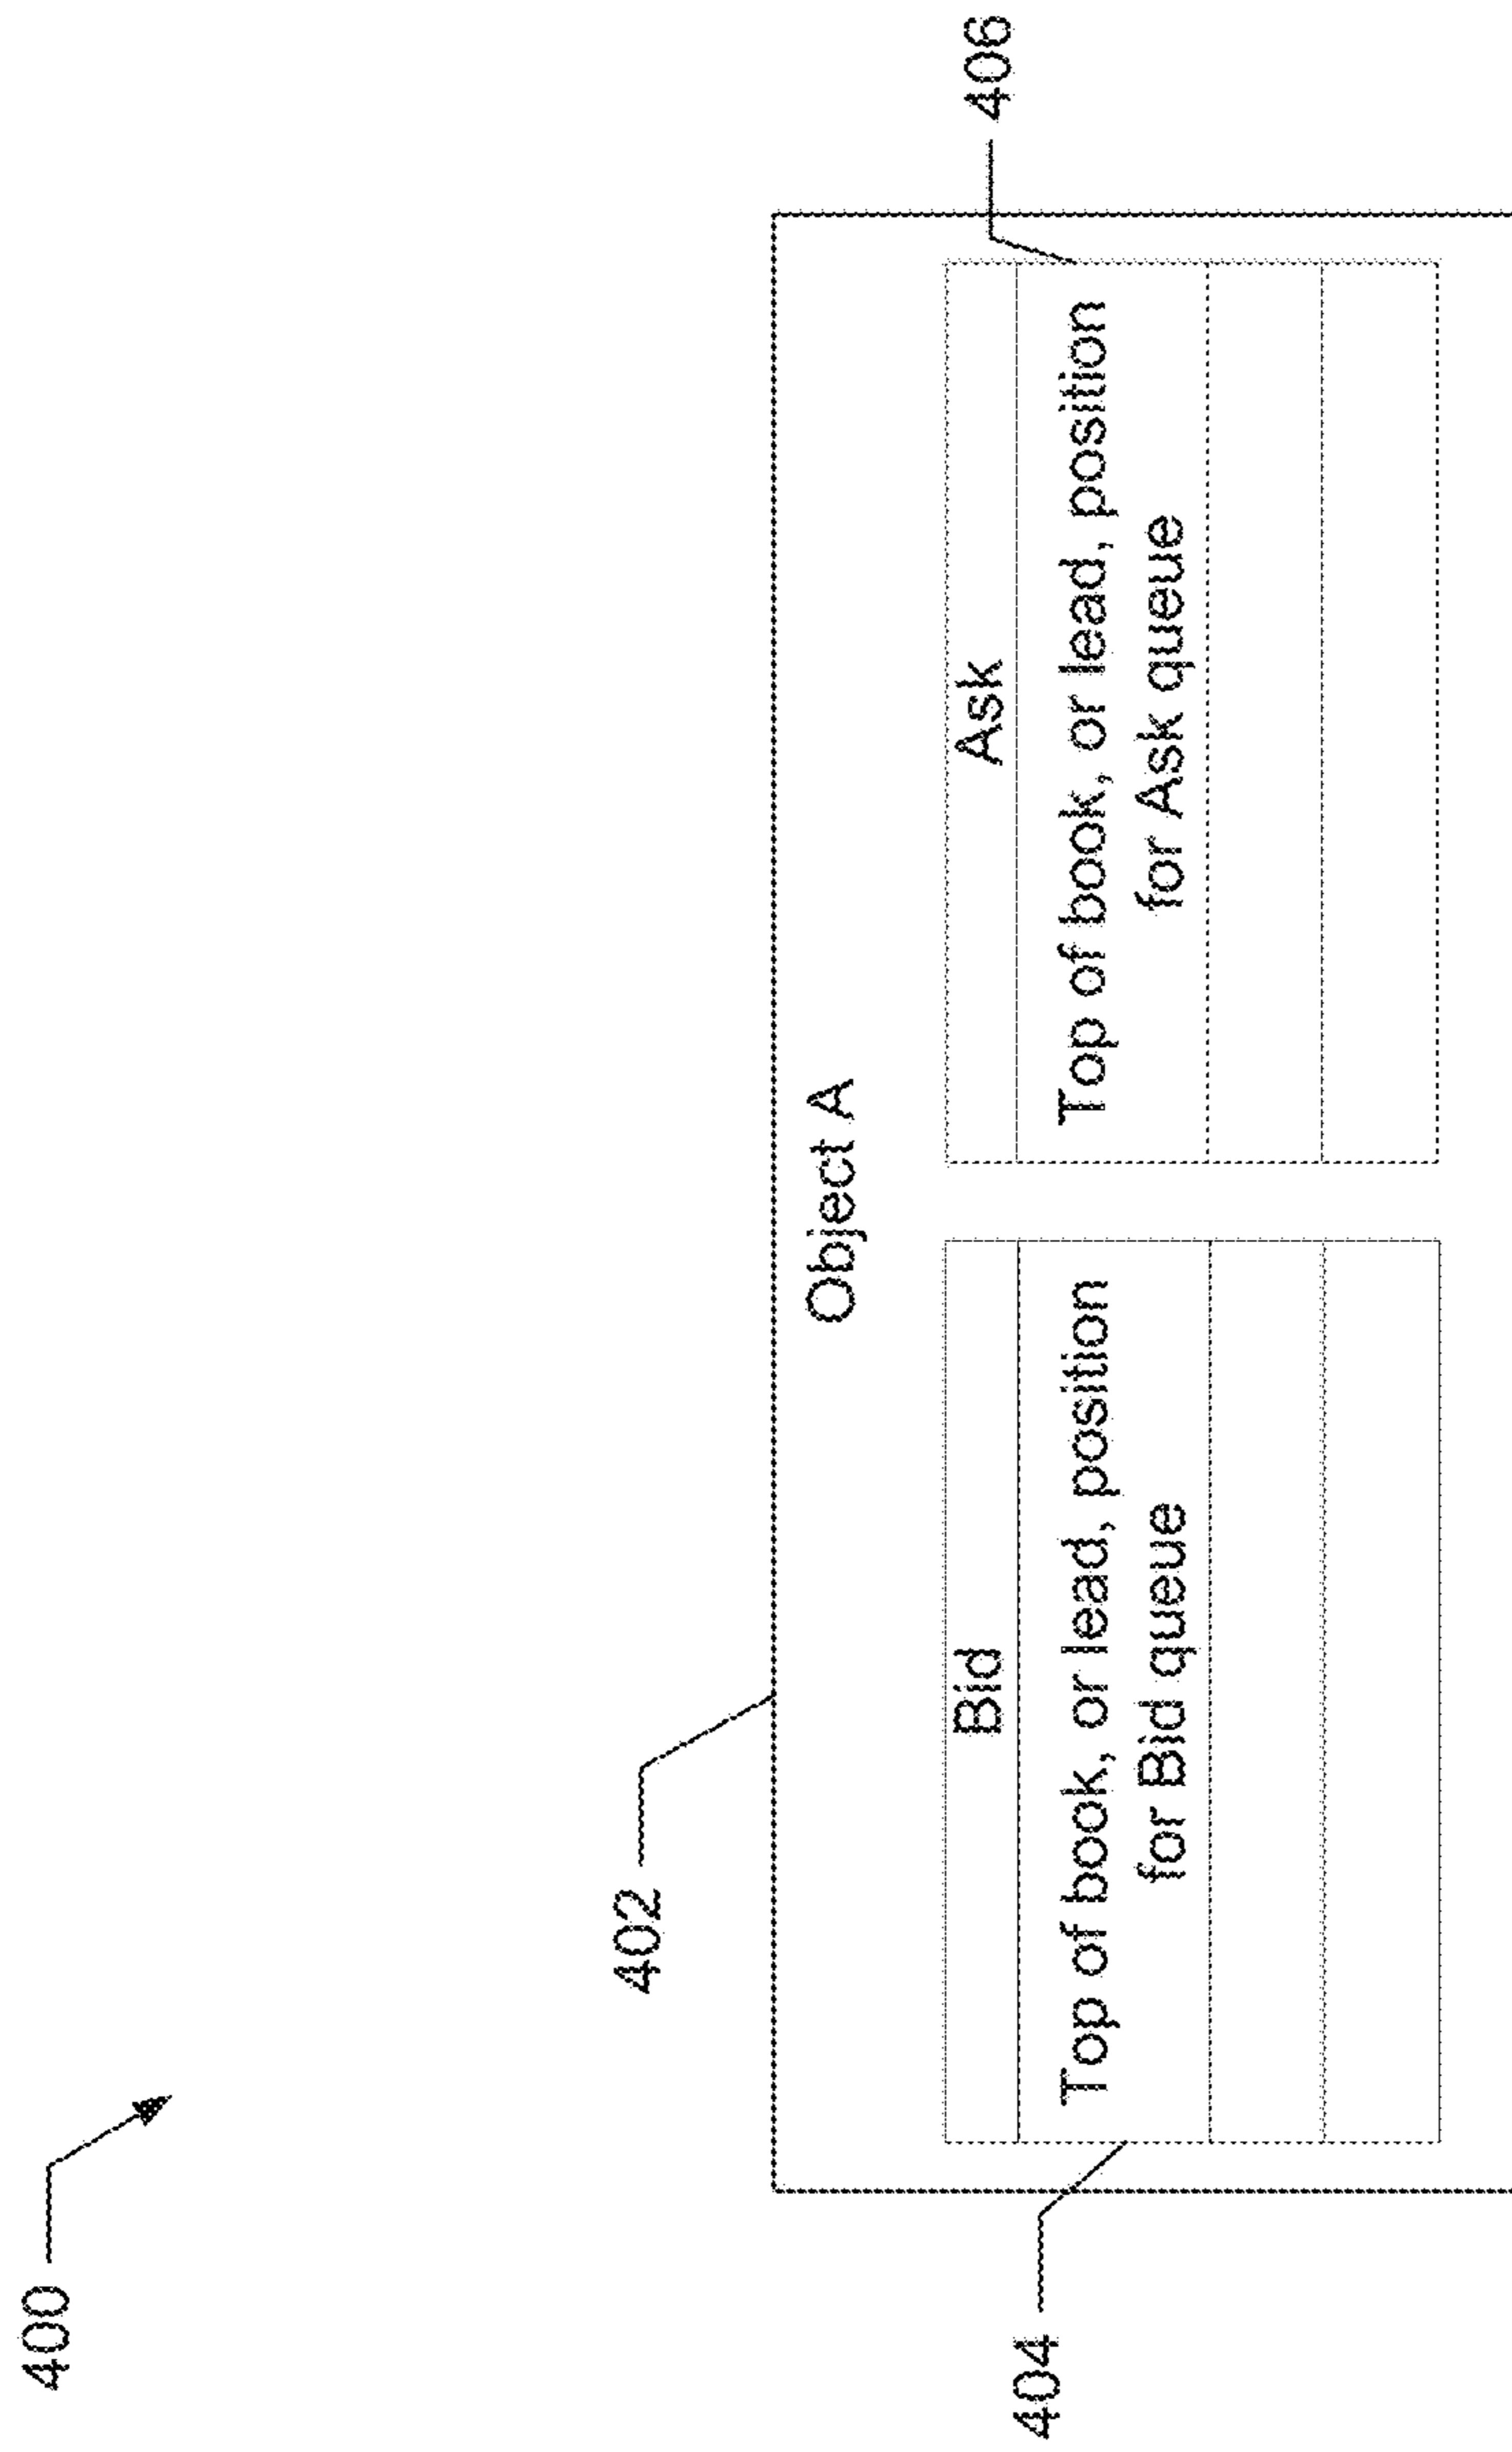 400
402
Object A
404
Bid
Top of book, or lead, position
for Bid queue
406
Ask
Top of book, or lead, position
for Ask queue